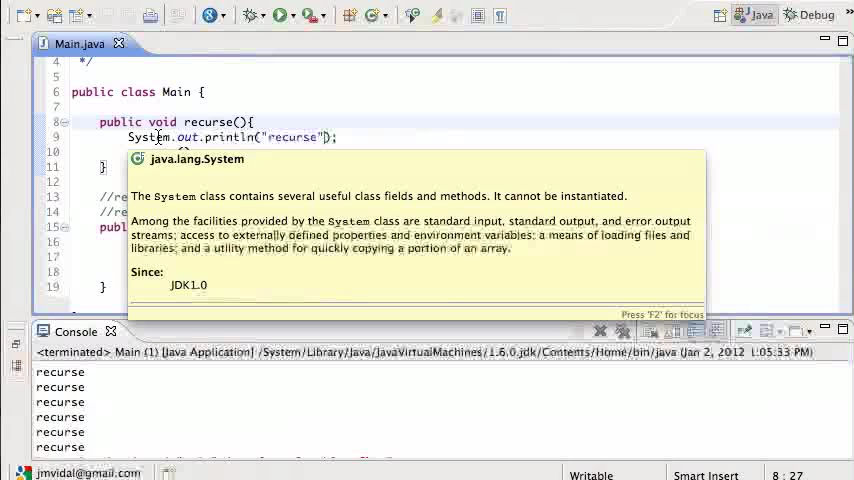 Java
Debug
Main.java
4 */
5
6 public class Main {
7
8 public void recurse(){
9 System.out.println("recurse");
10
11 }
12
java.lang.System
The System class contains several useful class fields and methods. It cannot be instantiated.
Among the facilities provided by the System class are standard input, standard output, and error output
streams; access to externally defined properties and environment variables; a means of loading files and
libraries; and a utility method for quickly copying a portion of an array.
Since:
JDK1.0
Press 'F2' for focus
13 //re
14 //re
15 pub
16
17
18
}
Console
<terminated> Main (1) [Java Application] /System/Library/Java/JavaVirtualMachines/1.6.0.jdk/Contents/Home/bin/java (Jan 2, 2012 1:05:33 PM)
recurse
recurse
recurse
recurse
recurse
recurse
jmvidal@gmail.com
Writable
Smart Insert
8 : 27